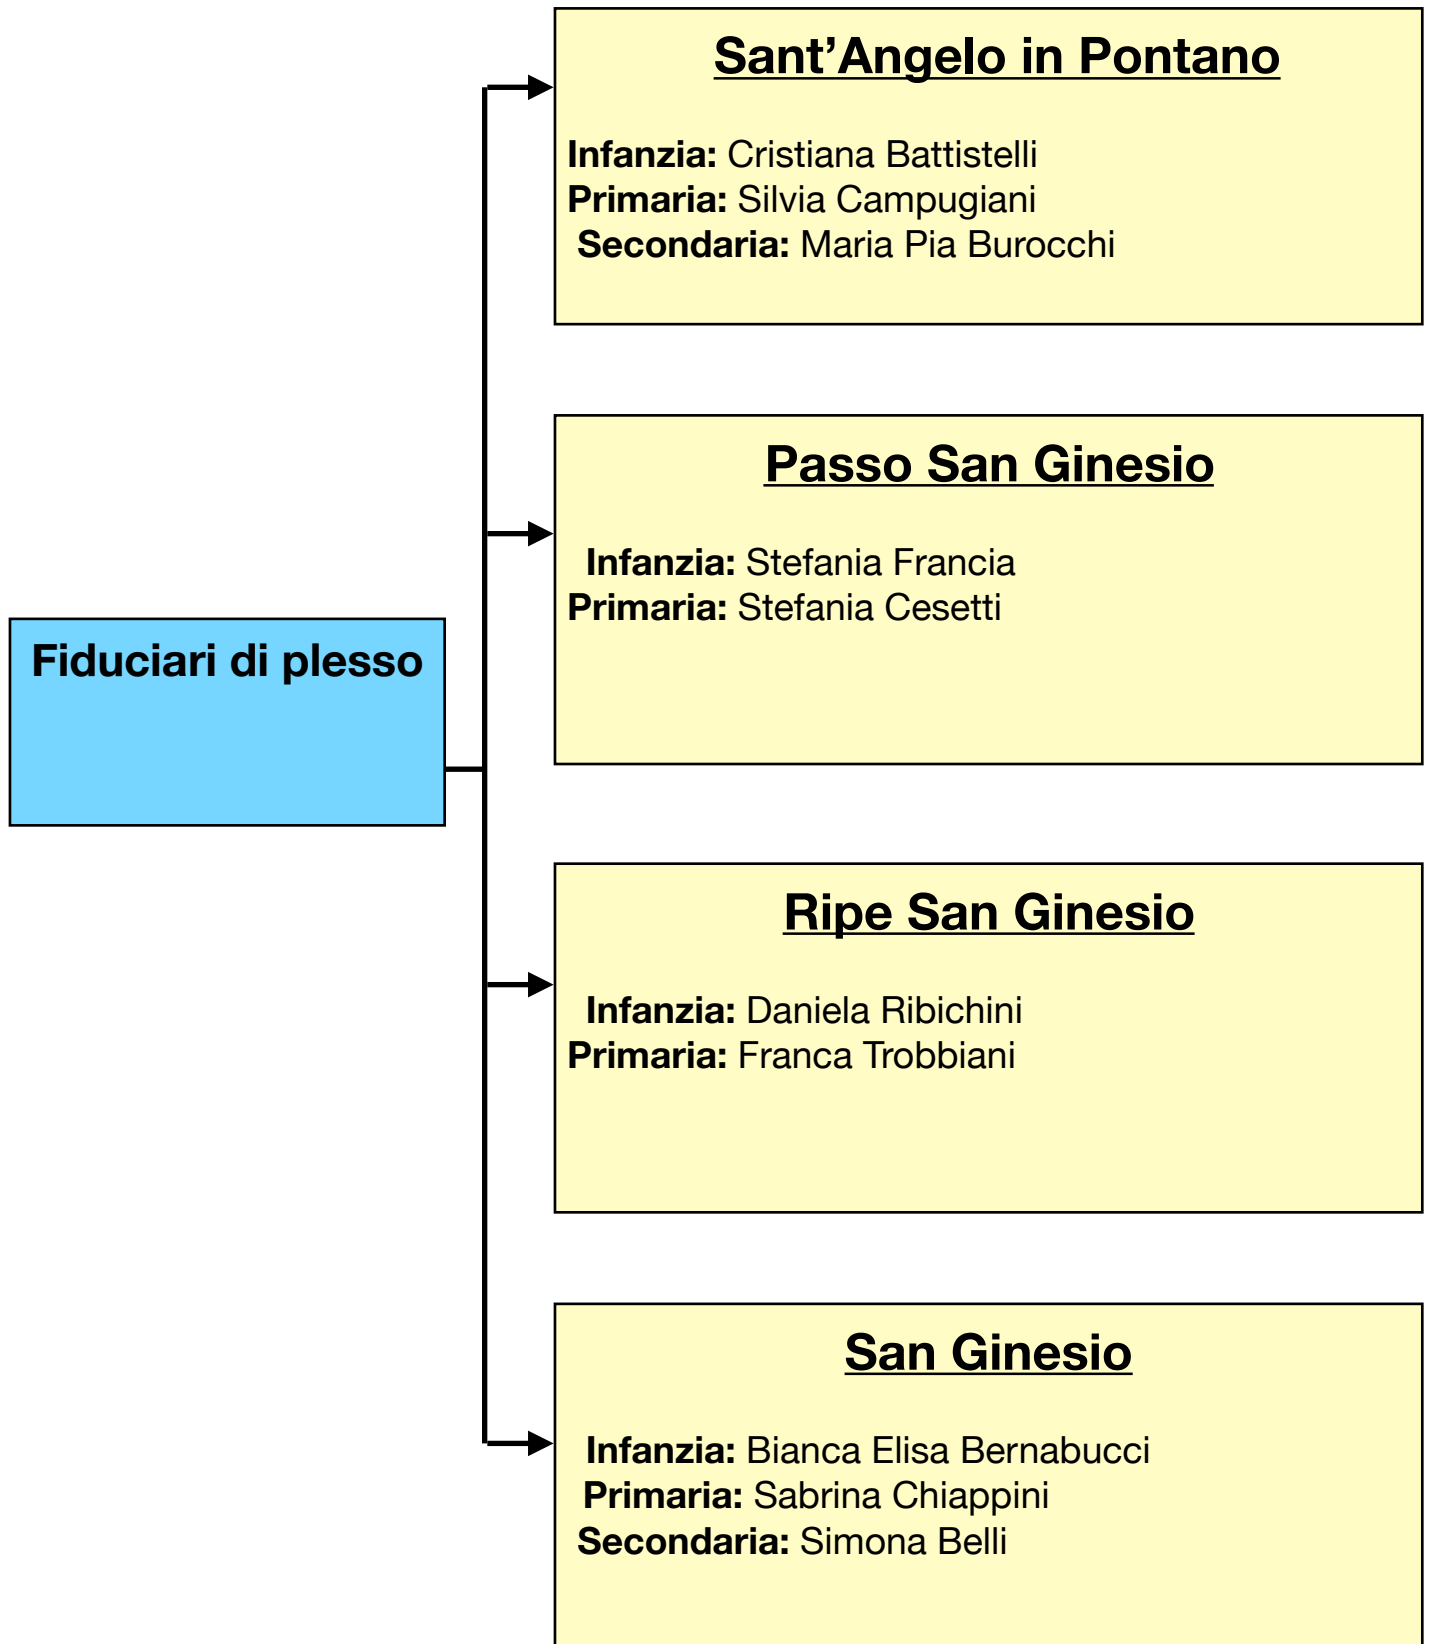 Sant’Angelo in Pontano
Infanzia: Cristiana Battistelli
Primaria: Silvia Campugiani
Secondaria: Maria Pia Burocchi
Passo San Ginesio
Infanzia: Stefania Francia
Primaria: Stefania Cesetti
Fiduciari di plesso
Ripe San Ginesio
Infanzia: Daniela Ribichini
Primaria: Franca Trobbiani
San Ginesio
Infanzia: Bianca Elisa Bernabucci
Primaria: Sabrina Chiappini
Secondaria: Simona Belli